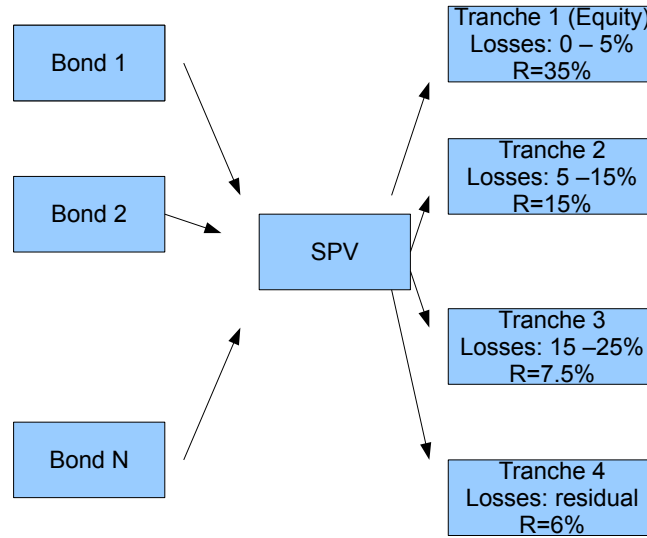 Bond 1
Bond 2
Bond N
SPV
Tranche 1 (Equity)
Losses: 0 – 5%
R=35%
Tranche 2
Losses: 5 –15%
R=15%
Tranche 3
Losses: 15 –25%
R=7.5%
Tranche 4
Losses: residual
R=6%